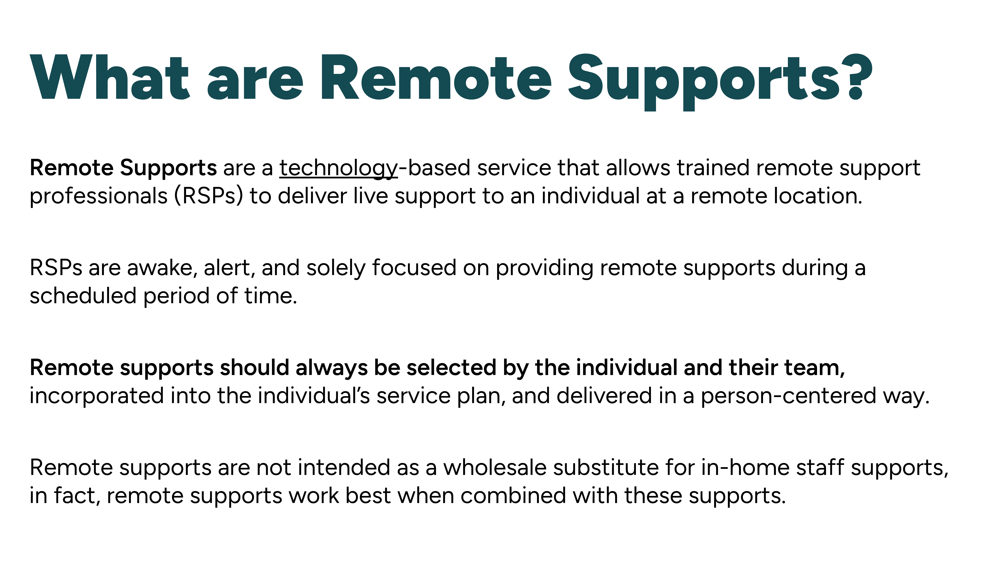 What are Remote Supports?
Remote Supports are a technology-based service that allows trained remote support
professionals (RSPs) to deliver live support to an individual at a remote location.
RSPs are awake, alert, and solely focused on providing remote supports during a
scheduled period of time.
Remote supports should always be selected by the individual and their team,
incorporated into the individual’s service plan, and delivered in a person-centered way.
Remote supports are not intended as a wholesale substitute for in-home staff supports,
in fact, remote supports work best when combined with these supports.